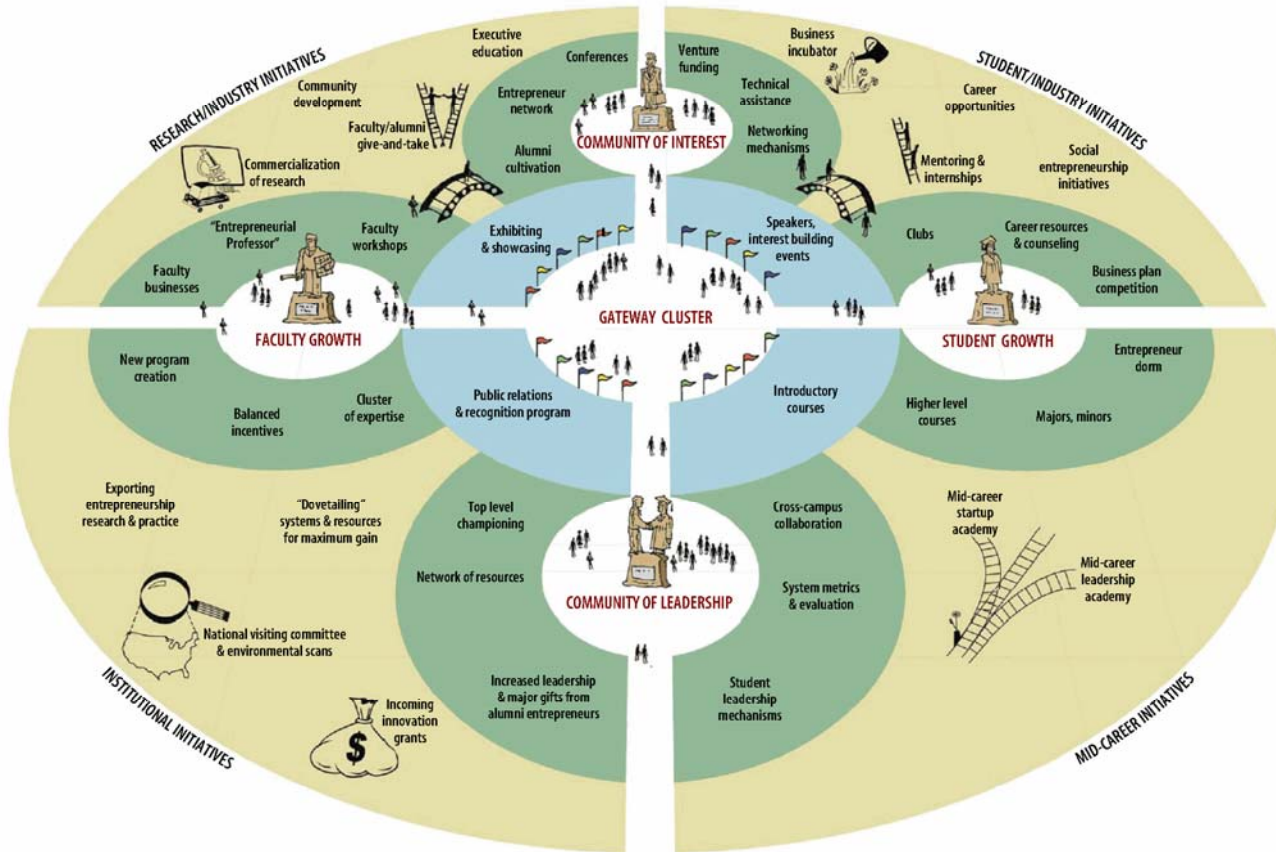 RESEARCH/INDUSTRY INITIATIVES
Executive
education
Community
development
Faculty/alumni
give-and-take
Commercialization
of research
Conferences
Venture
funding
Entrepreneur
network
Technical
assistance
COMMUNITY OF INTEREST
Alumni
cultivation
Networking
mechanisms
STUDENT/INDUSTRY INITIATIVES
Business
incubator
Career
opportunities
Mentoring &
internships
Social
entrepreneurship
initiatives
"Entrepreneurial
Professor"
Faculty
workshops
Faculty
businesses
FACULTY GROWTH
New program
creation
Balanced
incentives
Cluster
of expertise
Exhibiting
& showcasing
Speakers,
interest building
events
GATEWAY CLUSTER
Public relations
& recognition program
Introductory
courses
Clubs
Career resources
& counseling
Business plan
competition
STUDENT GROWTH
Entrepreneur
dorm
Higher level
courses
Majors, minors
Exporting
entrepreneurship
research & practice
"Dovetailing"
systems & resources
for maximum gain
National visiting committee
& environmental scans
Incoming
innovation
grants
$
INSTITUTIONAL INITIATIVES
Top level
championing
Cross-campus
collaboration
Network of resources
System metrics
& evaluation
COMMUNITY OF LEADERSHIP
Increased leadership
& major gifts from
alumni entrepreneurs
Student
leadership
mechanisms
Mid-career
startup
academy
Mid-career
leadership
academy
MID-CAREER INITIATIVES